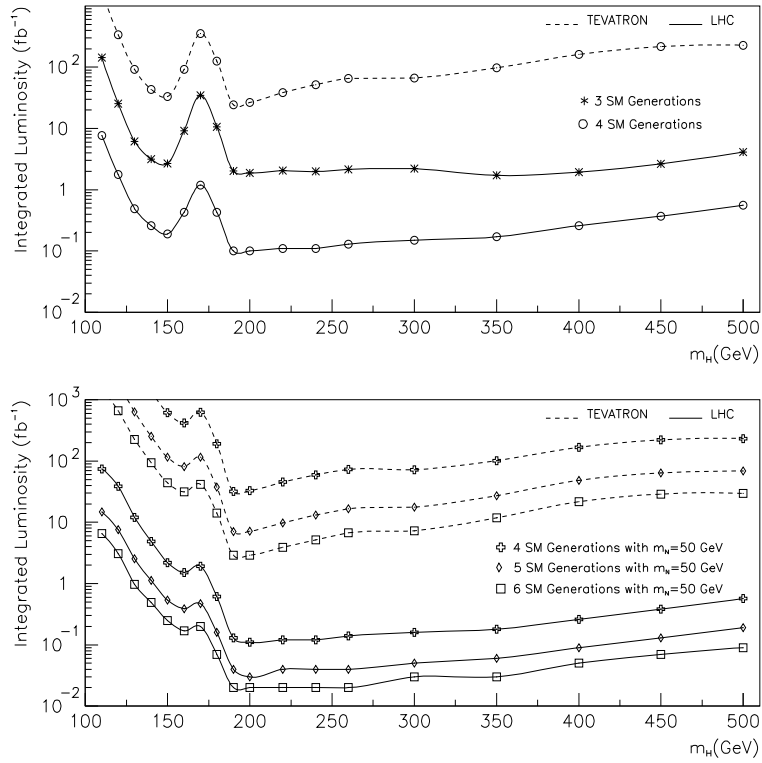 Integrated Luminosity (fb⁻¹)
TEVATRON
LHC
10²
3 SM Generations
4 SM Generations
10
1
10⁻¹
10⁻²
100 150 200 250 300 350 400 450 500
m_H(GeV)
Integrated Luminosity (fb⁻¹)
10³
TEVATRON
LHC
10²
10
4 SM Generations with m_N=50 GeV
5 SM Generations with m_N=50 GeV
1
6 SM Generations with m_N=50 GeV
10⁻¹
10⁻²
100 150 200 250 300 350 400 450 500
m_H(GeV)